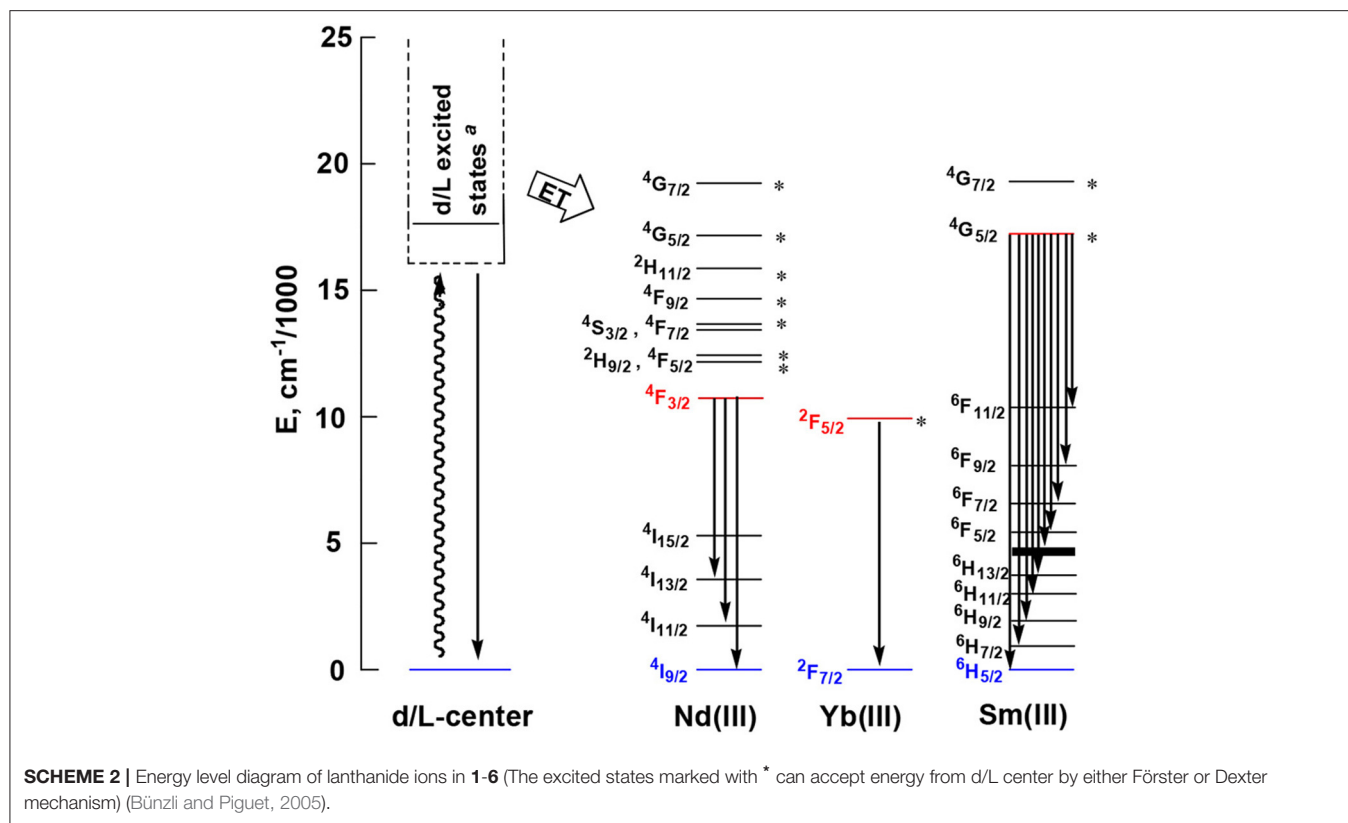 25
20
15
10
5
0
E, cm⁻¹/1000
d/L excited
states ᵃ
ET
d/L-center
⁴G₇/₂ *
⁴G₅/₂ *
²H₁₁/₂ *
⁴F₉/₂ *
⁴S₃/₂ , ⁴F₇/₂ *
²H₉/₂ , ⁴F₅/₂ *
*
⁴F₃/₂
⁴I₁₅/₂
⁴I₁₃/₂
⁴I₁₁/₂
⁴I₉/₂
Nd(III)
²F₅/₂ *
²F₇/₂
Yb(III)
⁴G₇/₂ *
⁴G₅/₂ *
⁶F₁₁/₂
⁶F₉/₂
⁶F₇/₂
⁶F₅/₂
⁶H₁₃/₂
⁶H₁₁/₂
⁶H₉/₂
⁶H₇/₂
⁶H₅/₂
Sm(III)
SCHEME 2 | Energy level diagram of lanthanide ions in 1-6 (The excited states marked with * can accept energy from d/L center by either Förster or Dexter
mechanism) (Bünzli and Piguet, 2005).